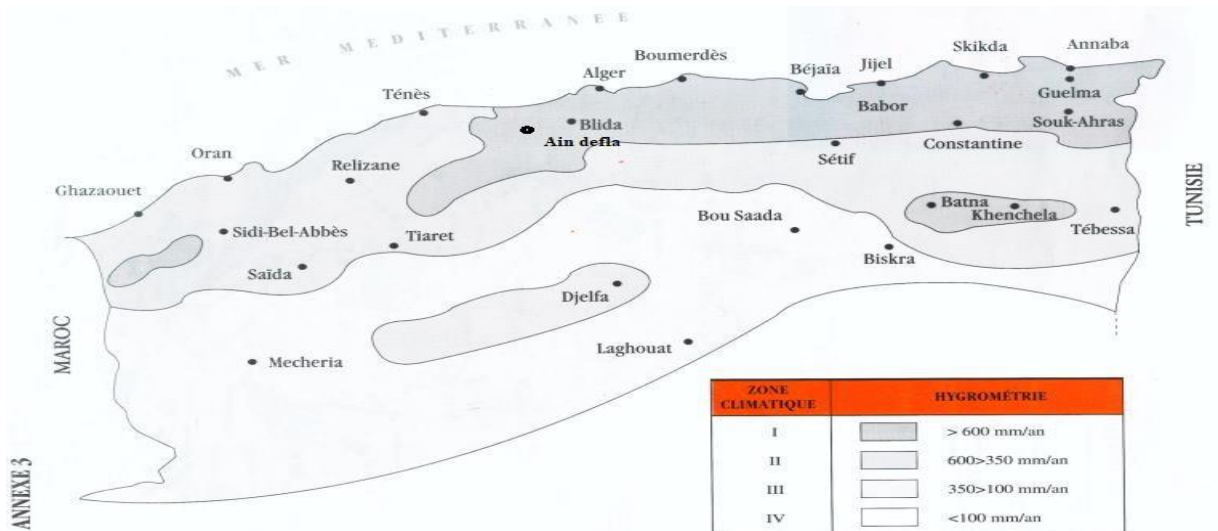 MER MEDITERRANEE
Skikda
Annaba
Boumerdès
Jijel
Alger
Béjaïa
Guelma
Ténès
Babor
Blida
Souk-Ahras
Ain defla
Constantine
Oran
Relizane
Sétif
Ghazaouet
Batna
Khenchela
Bou Saada
Sidi-Bel-Abbès
Tiaret
Tébessa
Biskra
Saïda
Djelfa
Laghouat
Mecheria
MAROC
TUNISIE
ANNEXE 3
ZONE CLIMATIQUE HYGROMÉTRIE
I > 600 mm/an
II 600>350 mm/an
III 350>100 mm/an
IV <100 mm/an